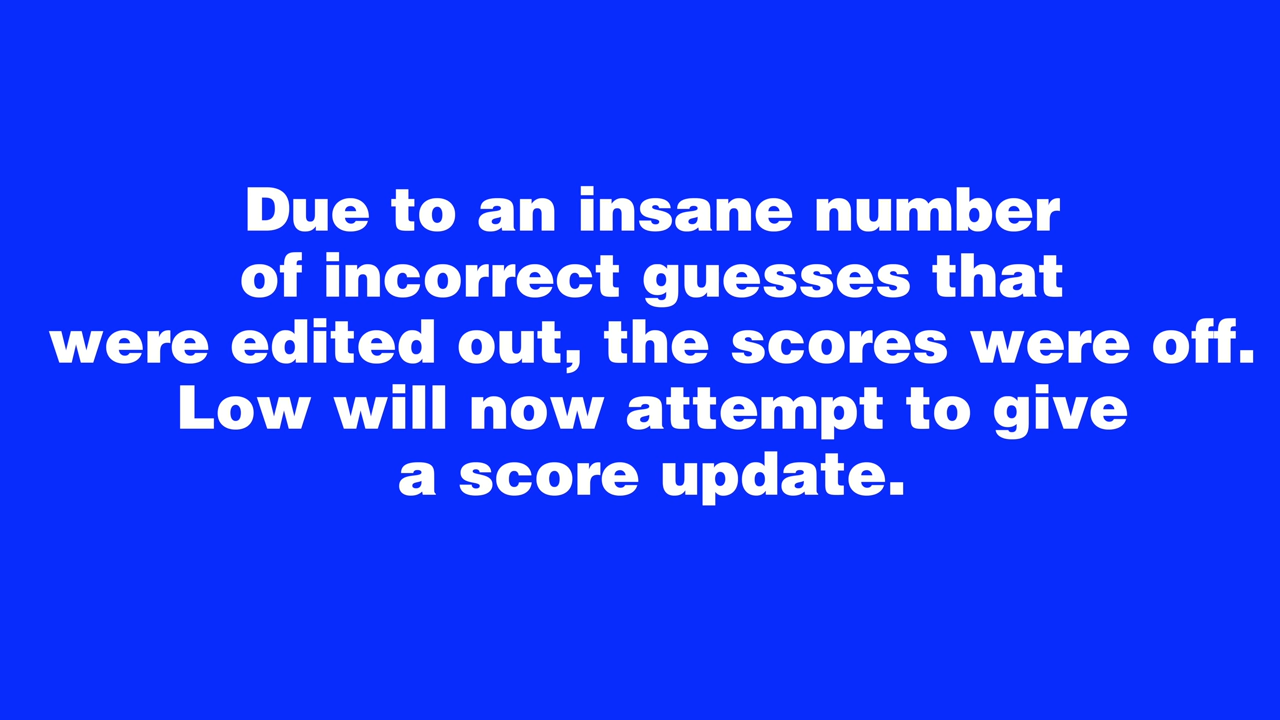 Due to an insane number
of incorrect guesses that
were edited out, the scores were off.
Low will now attempt to give
a score update.